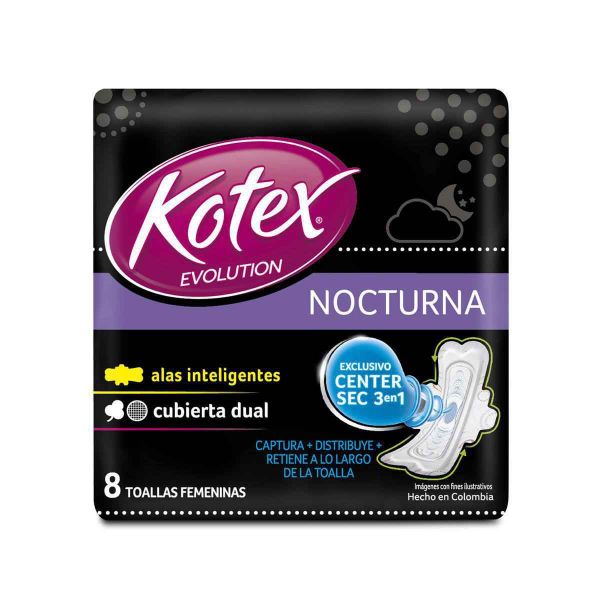 Kotex®
EVOLUTION
NOCTURNA
alas inteligentes
cubierta dual
EXCLUSIVO
CENTER
SEC 3en1
CAPTURA + DISTRIBUYE +
RETIENE A LO LARGO
DE LA TOALLA
8 TOALLAS FEMENINAS
Imágenes con fines ilustrativos
Hecho en Colombia